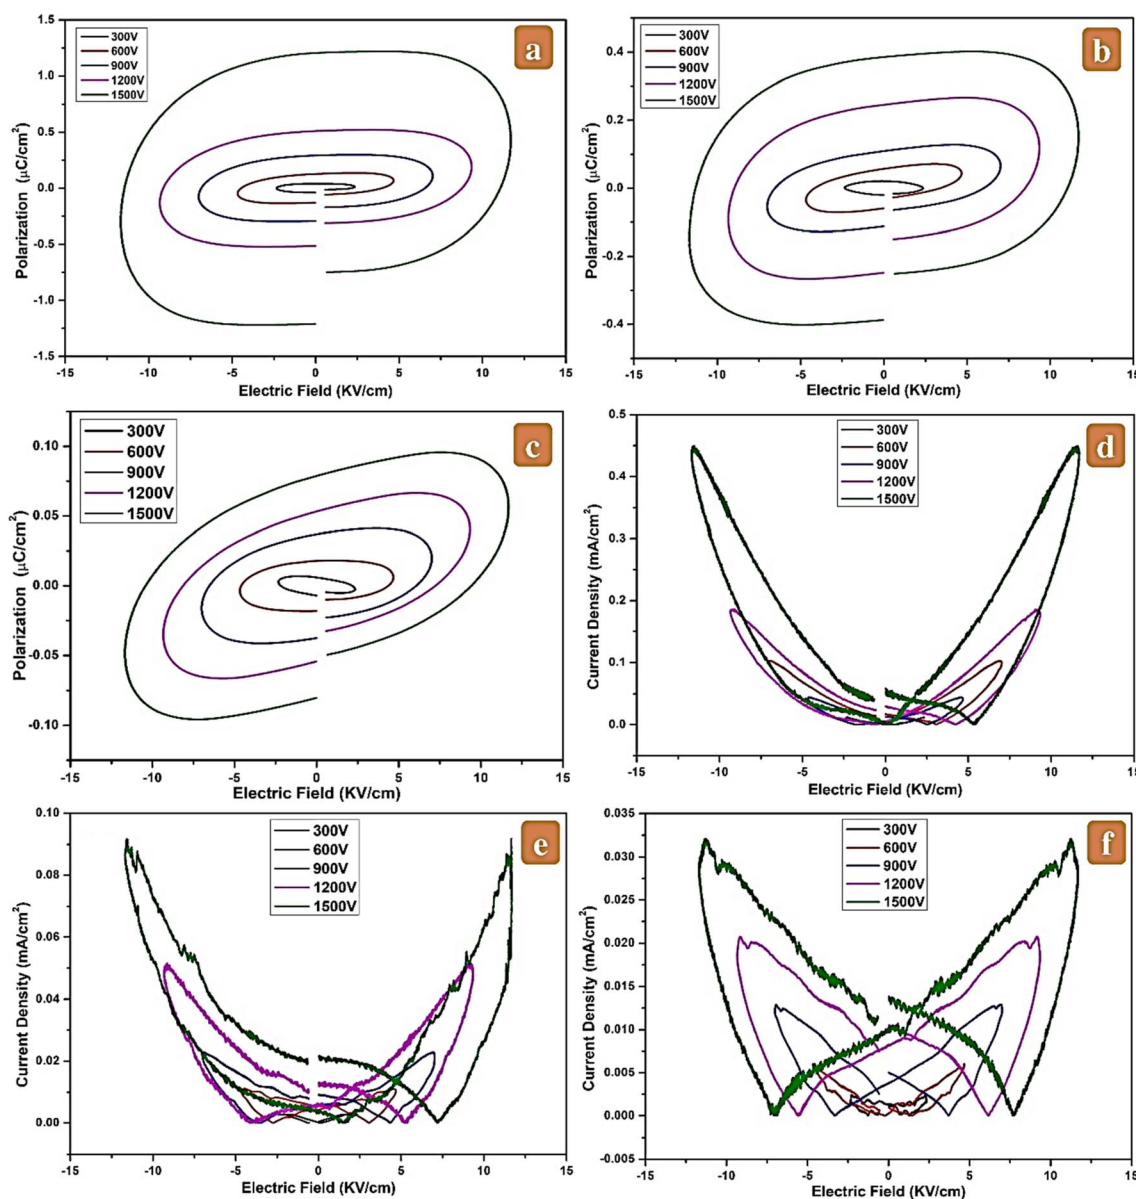 a
300V
600V
900V
1200V
1500V
1.5
1.0
0.5
0.0
-0.5
-1.0
-1.5
Polarization (μC/cm²)
-15 -10 -5 0 5 10 15
Electric Field (KV/cm)
b
300V
600V
900V
1200V
1500V
0.4
0.2
0.0
-0.2
-0.4
Polarization (μC/cm²)
-15 -10 -5 0 5 10 15
Electric Field (KV/cm)
c
300V
600V
900V
1200V
1500V
0.10
0.05
0.00
-0.05
-0.10
Polarization (μC/cm²)
-15 -10 -5 0 5 10 15
Electric Field (KV/cm)
d
300V
600V
900V
1200V
1500V
0.5
0.4
0.3
0.2
0.1
0.0
Current Density (mA/cm²)
-15 -10 -5 0 5 10 15
Electric Field (KV/cm)
e
300V
600V
900V
1200V
1500V
0.10
0.08
0.06
0.04
0.02
0.00
Current Density (mA/cm²)
-15 -10 -5 0 5 10 15
Electric Field (KV/cm)
f
300V
600V
900V
1200V
1500V
0.035
0.030
0.025
0.020
0.015
0.010
0.005
0.000
-0.005
Current Density (mA/cm²)
-15 -10 -5 0 5 10 15
Electric Field (KV/cm)